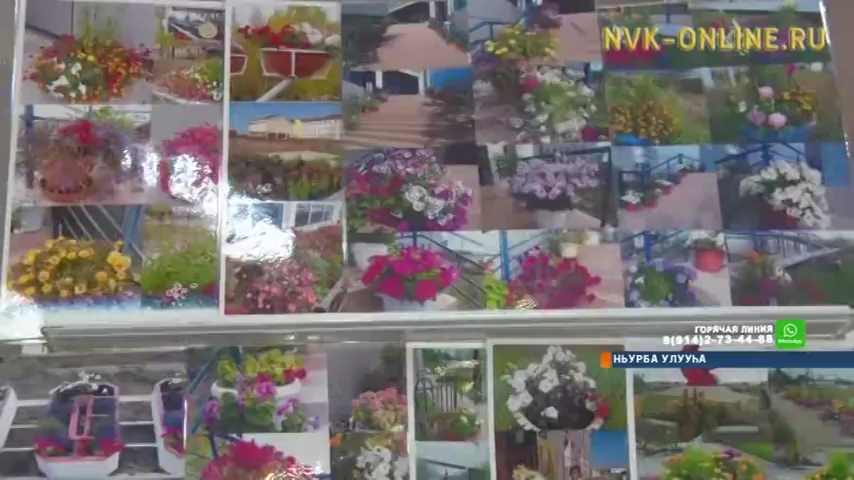 NVK-ONLINE.RU
ГОРЯЧАЯ ЛИНИЯ
8(914)2-73-44-88
WhatsApp
НЬУРБА УЛУУҺА